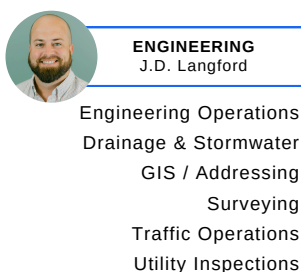 ENGINEERING
J.D. Langford
Engineering Operations
Drainage & Stormwater
GIS / Addressing
Surveying
Traffic Operations
Utility Inspections